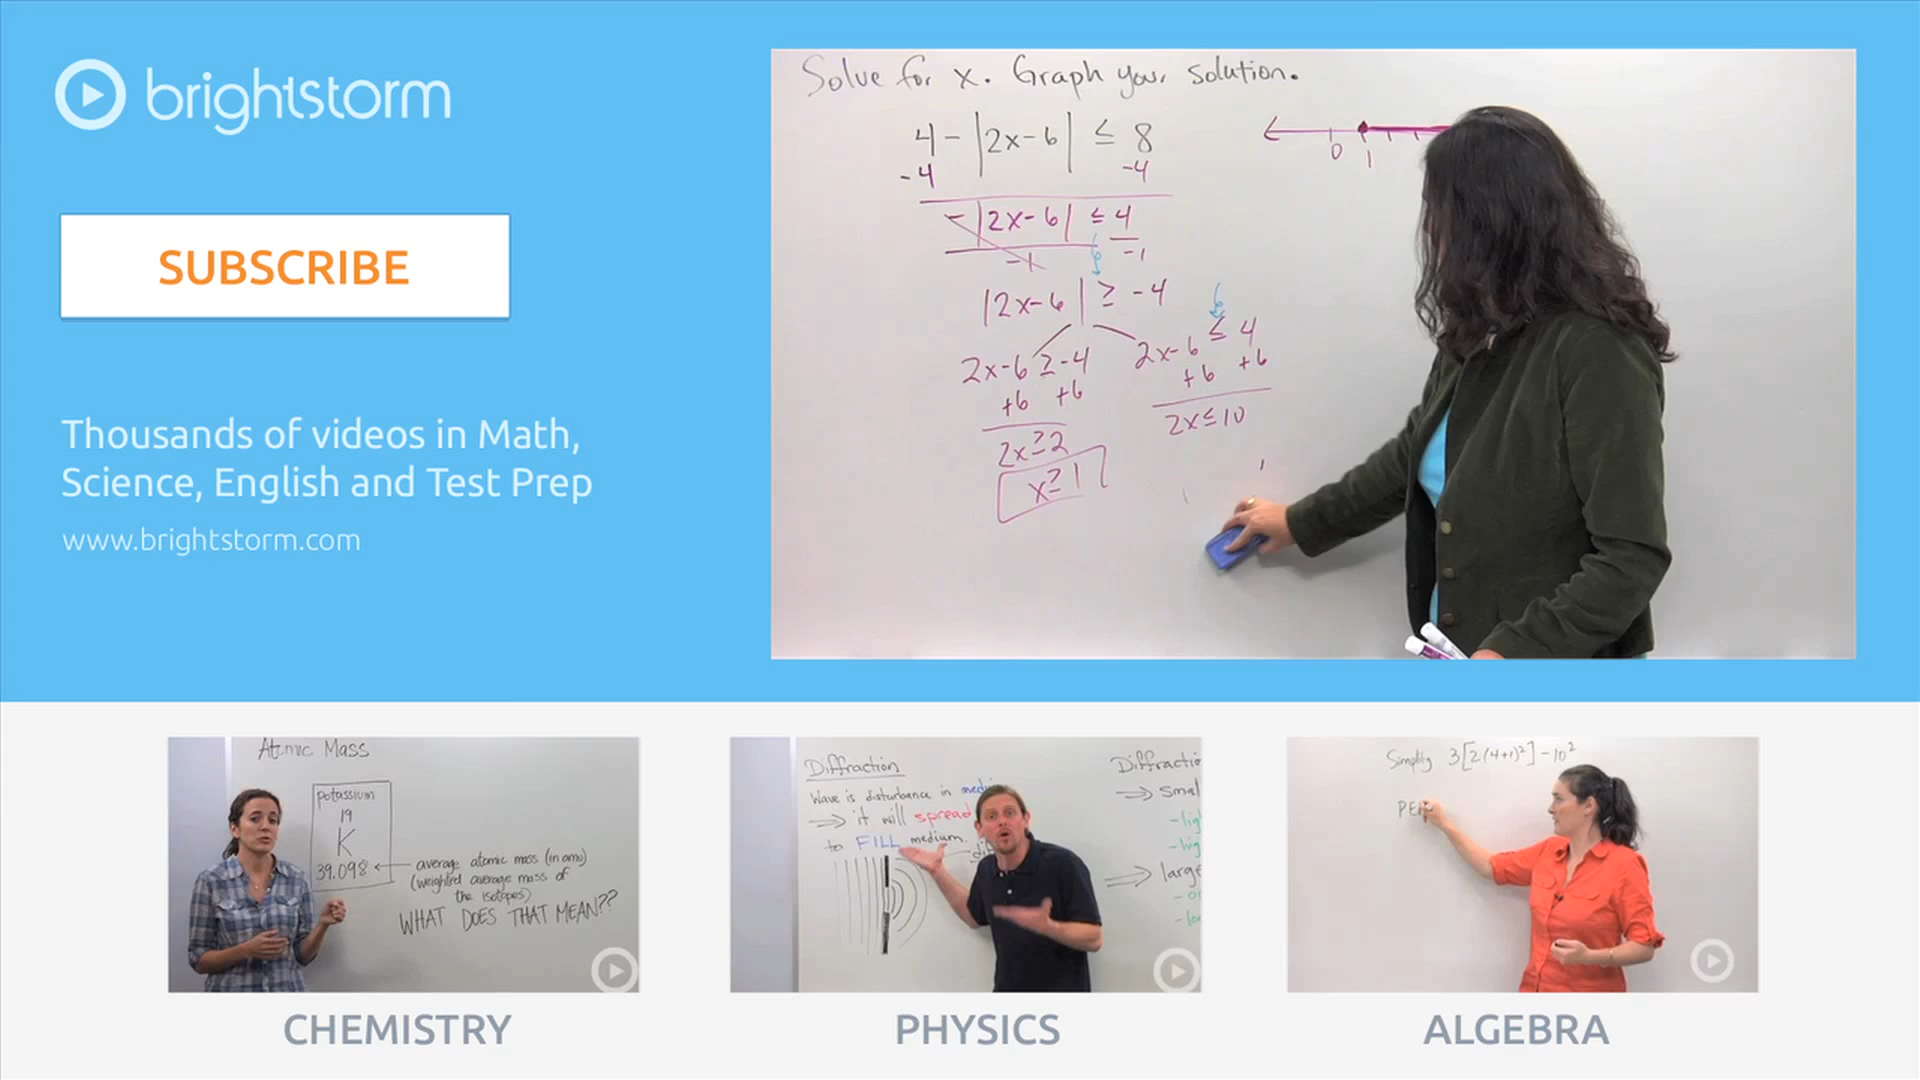 brightstorm
SUBSCRIBE
Thousands of videos in Math,
Science, English and Test Prep
www.brightstorm.com
Solve for x. Graph your solution.
4 - |2x-6| ≤ 8
-4 -4
- |2x-6| ≤ 4
-1 -1
|2x-6| ≥ -4
2x-6 ≥ -4
+6 +6
2x ≥ 2
x ≥ 1
2x-6 ≤ 4
+6 +6
2x ≤ 10
0 1
Atomic Mass
potassium
19
K
39.098
average atomic mass (in amu)
(weighted average mass of
the isotopes)
WHAT DOES THAT MEAN??
CHEMISTRY
Diffraction
Wave is disturbance in
it will spread
to FILL medium.
PHYSICS
Simplify 3[2(4+1)²]-10²
ALGEBRA